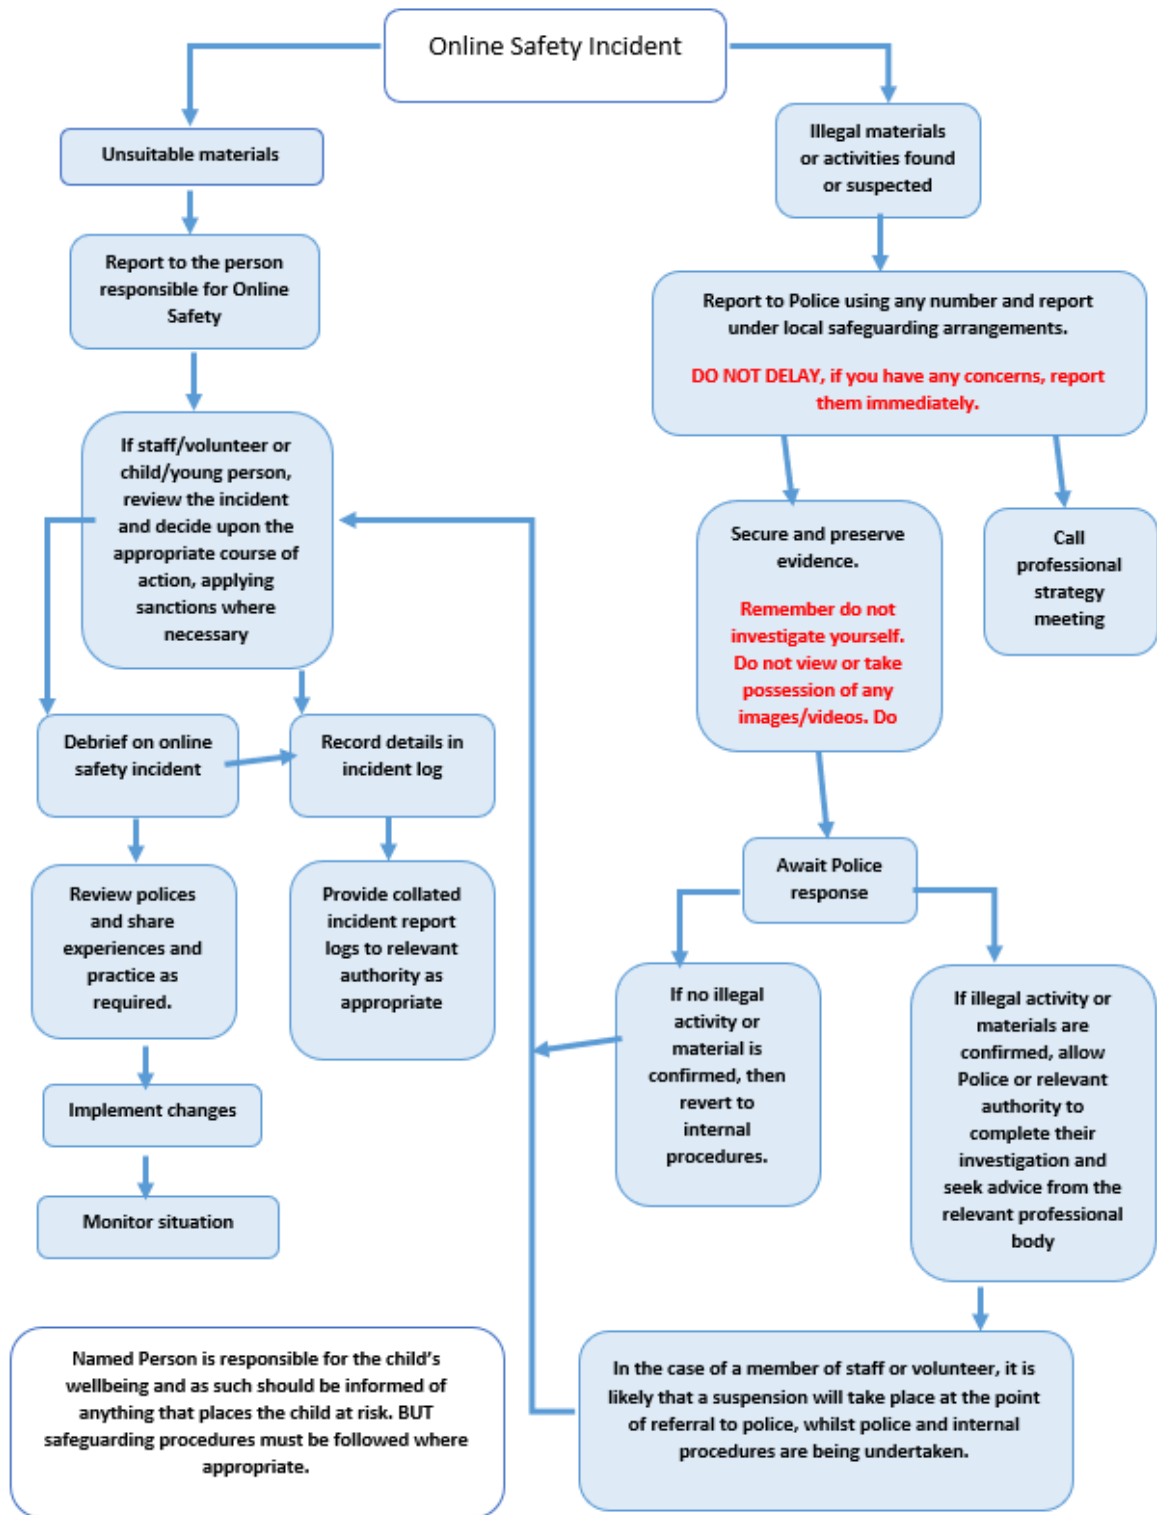 Online Safety Incident
Unsuitable materials
Report to the person
responsible for Online
Safety
If staff/volunteer or
child/young person,
review the incident
and decide upon the
appropriate course of
action, applying
sanctions where
necessary
Debrief on online
safety incident
Record details in
incident log
Review polices
and share
experiences and
practice as
required.
Provide collated
incident report
logs to relevant
authority as
appropriate
Implement changes
Monitor situation
Named Person is responsible for the child's
wellbeing and as such should be informed of
anything that places the child at risk. BUT
safeguarding procedures must be followed where
appropriate.
Illegal materials
or activities found
or suspected
Report to Police using any number and report
under local safeguarding arrangements.
DO NOT DELAY, if you have any concerns, report
them immediately.
Secure and preserve
evidence.
Remember do not
investigate yourself.
Do not view or take
possession of any
images/videos. Do
Call
professional
strategy
meeting
Await Police
response
If no illegal
activity or
material is
confirmed, then
revert to
internal
procedures.
If illegal activity or
materials are
confirmed, allow
Police or relevant
authority to
complete their
investigation and
seek advice from the
relevant professional
body
In the case of a member of staff or volunteer, it is
likely that a suspension will take place at the point
of referral to police, whilst police and internal
procedures are being undertaken.